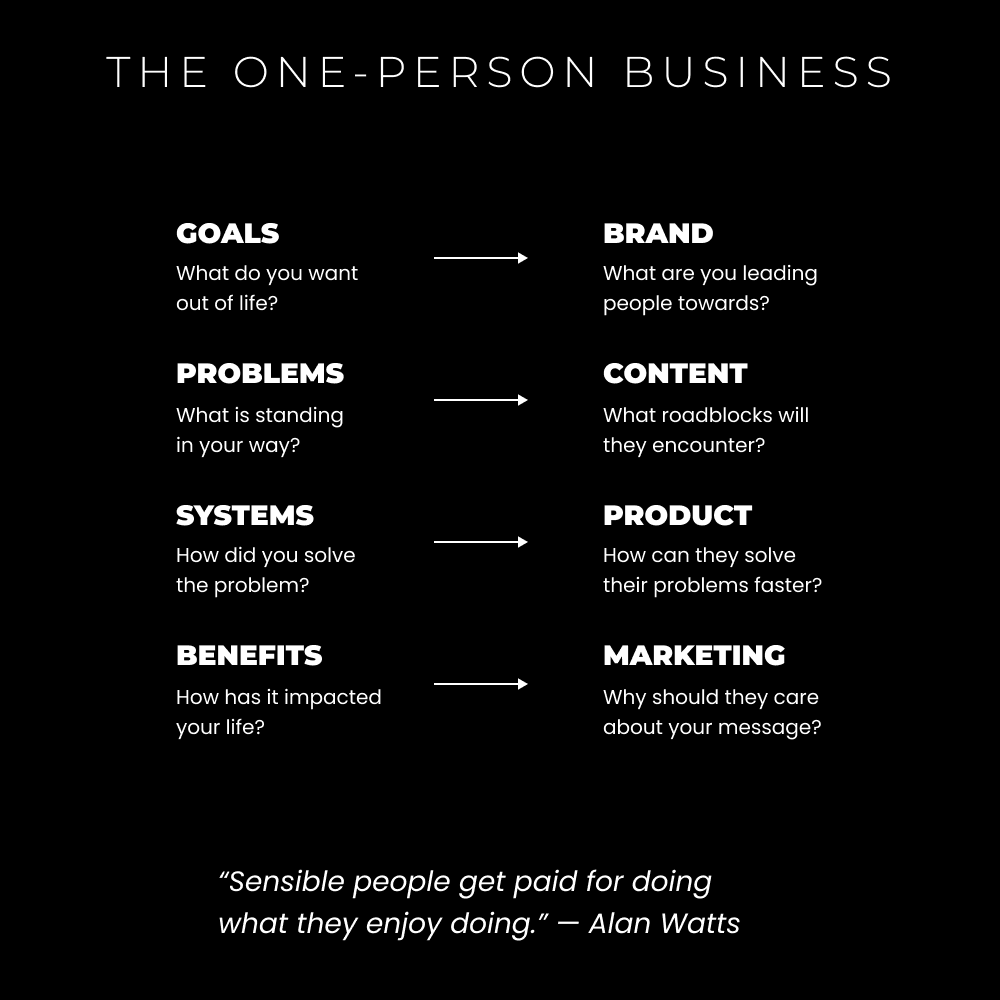 THE ONE-PERSON BUSINESS
GOALS
What do you want
out of life?
BRAND
What are you leading
people towards?
PROBLEMS
What is standing
in your way?
CONTENT
What roadblocks will
they encounter?
SYSTEMS
How did you solve
the problem?
PRODUCT
How can they solve
their problems faster?
BENEFITS
How has it impacted
your life?
MARKETING
Why should they care
about your message?
“Sensible people get paid for doing
what they enjoy doing.” — Alan Watts